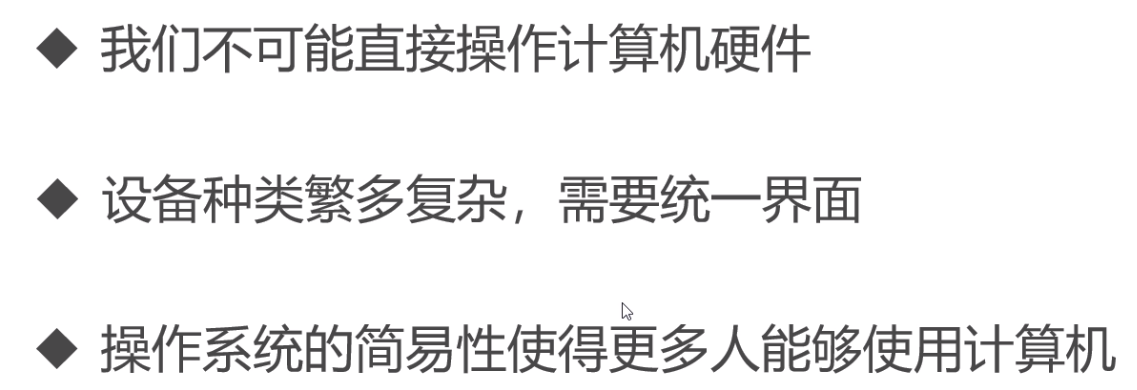 ◆ 我们不可能直接操作计算机硬件
◆ 设备种类繁多复杂，需要统一界面
◆ 操作系统的简易性使得更多人能够使用计算机